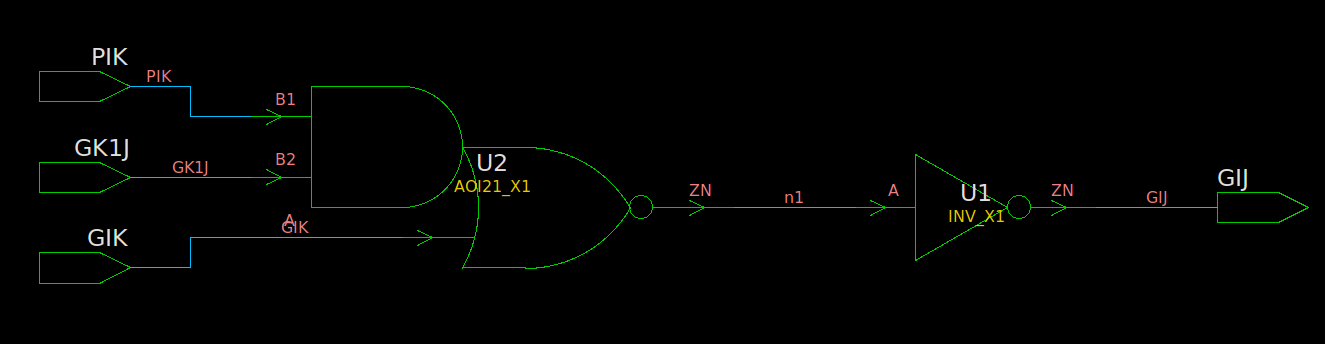 PIK
PIK
B1
GK1J
GK1J
B2
GIK
A
GIK
U2
AOI21_X1
ZN
n1
A
U1
INV_X1
ZN
GIJ
GIJ